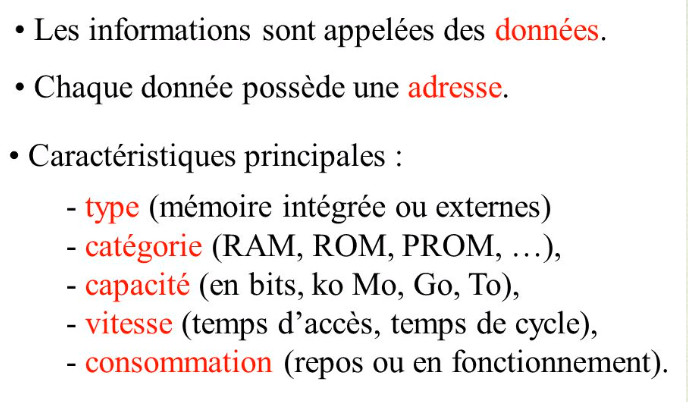 • Les informations sont appelées des données.
• Chaque donnée possède une adresse.
• Caractéristiques principales :
- type (mémoire intégrée ou externes)
- catégorie (RAM, ROM, PROM, …),
- capacité (en bits, ko Mo, Go, To),
- vitesse (temps d’accès, temps de cycle),
- consommation (repos ou en fonctionnement).